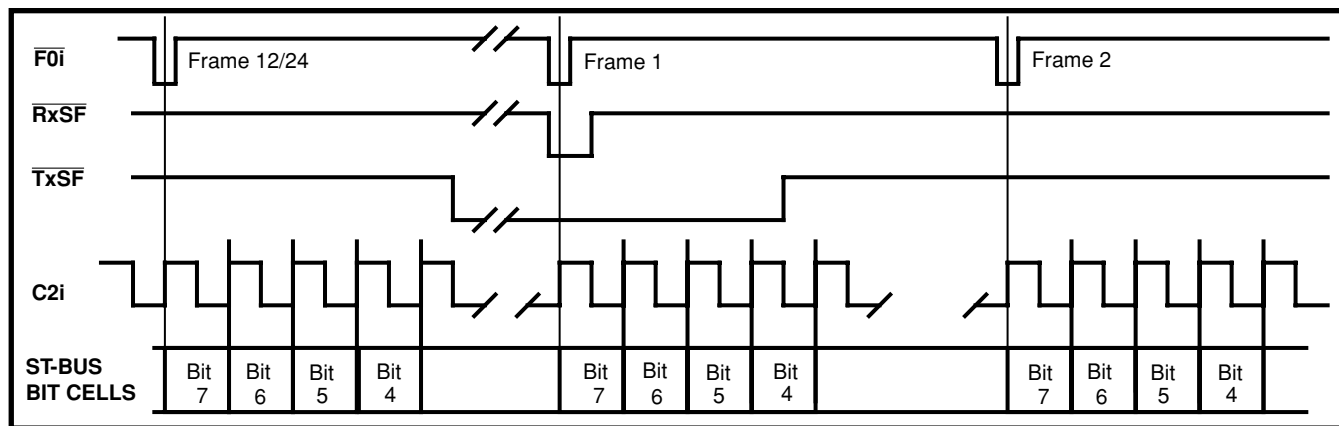 F0i
Frame 12/24
Frame 1
Frame 2
RxSF
TxSF
C2i
ST-BUS
BIT CELLS
Bit
7
Bit
6
Bit
5
Bit
4
Bit
7
Bit
6
Bit
5
Bit
4
Bit
7
Bit
6
Bit
5
Bit
4